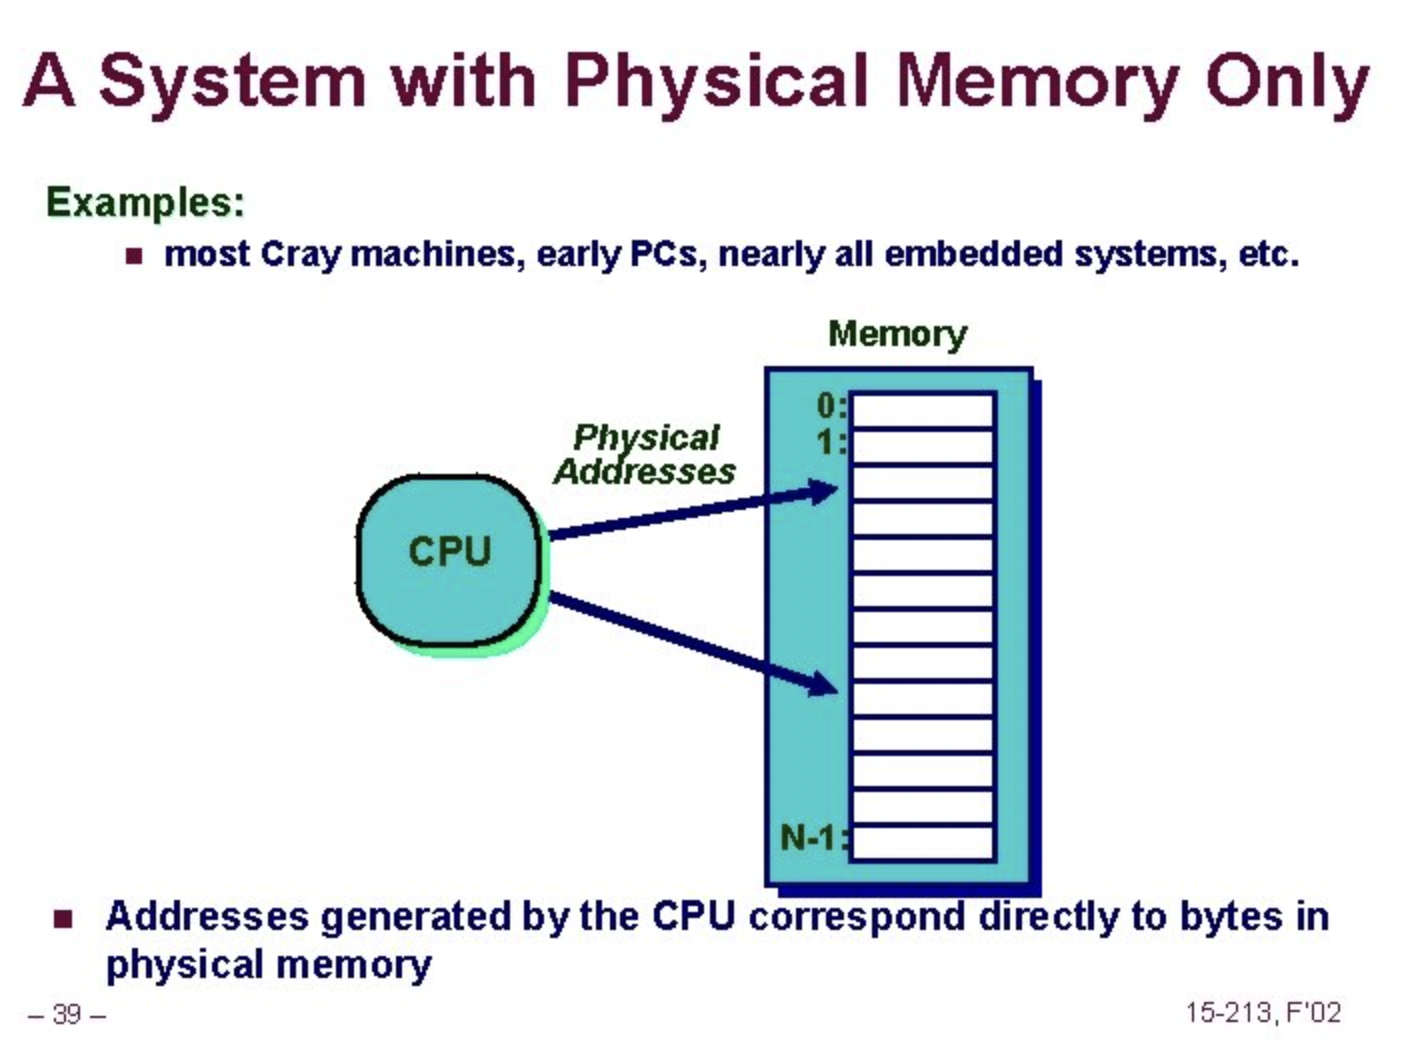 A System with Physical Memory Only
Examples:
■ most Cray machines, early PCs, nearly all embedded systems, etc.
Memory
0:
1:
Physical
Addresses
CPU
N-1:
■ Addresses generated by the CPU correspond directly to bytes in
physical memory
– 39 –
15-213, F'02